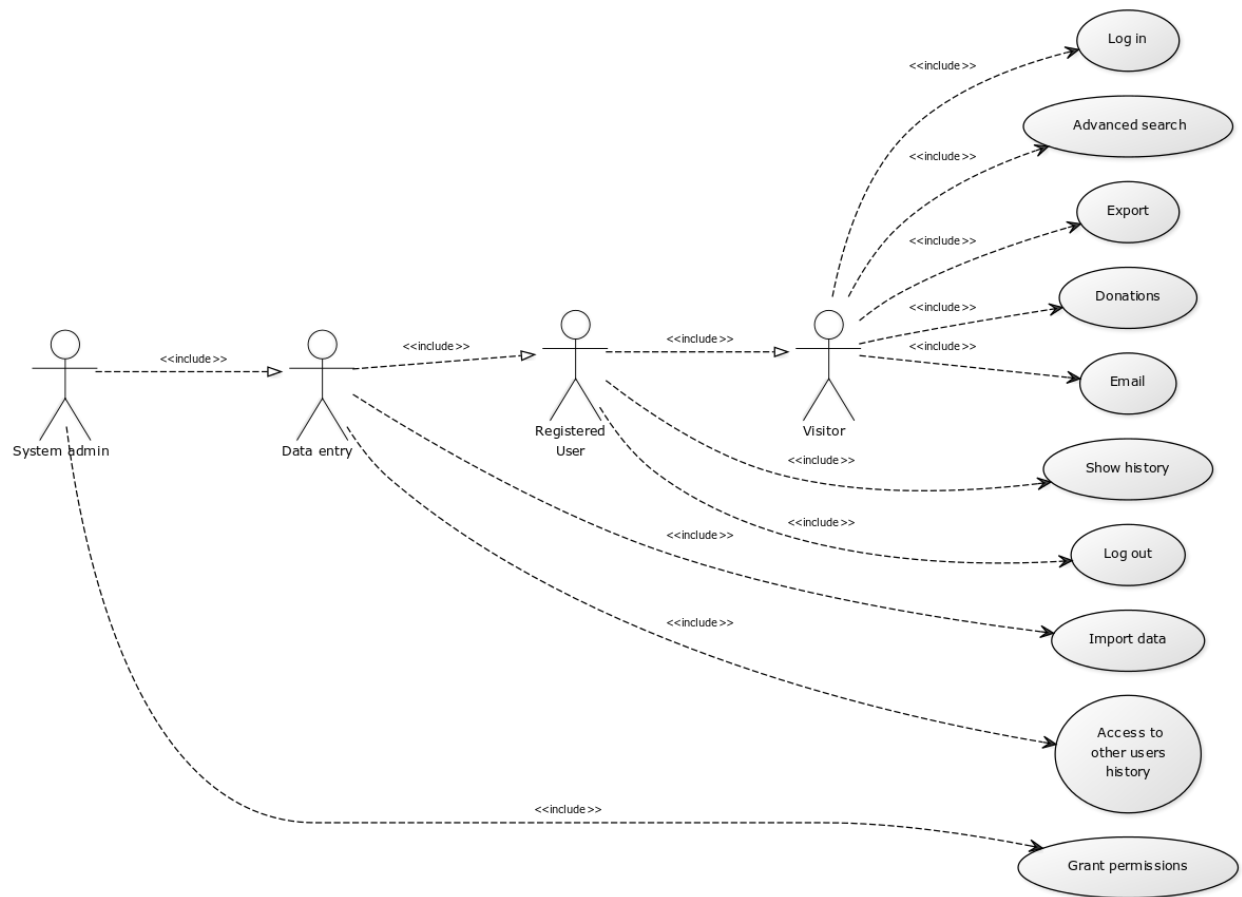 Log in
<<include>>
Advanced search
<<include>>
Export
<<include>>
Donations
<<include>>
<<include>>
<<include>>
<<include>>
<<include>>
Email
System admin
Data entry
Registered
User
Visitor
<<include>>
Show history
<<include>>
<<include>>
Log out
<<include>>
Import data
Access to
other users
history
<<include>>
Grant permissions